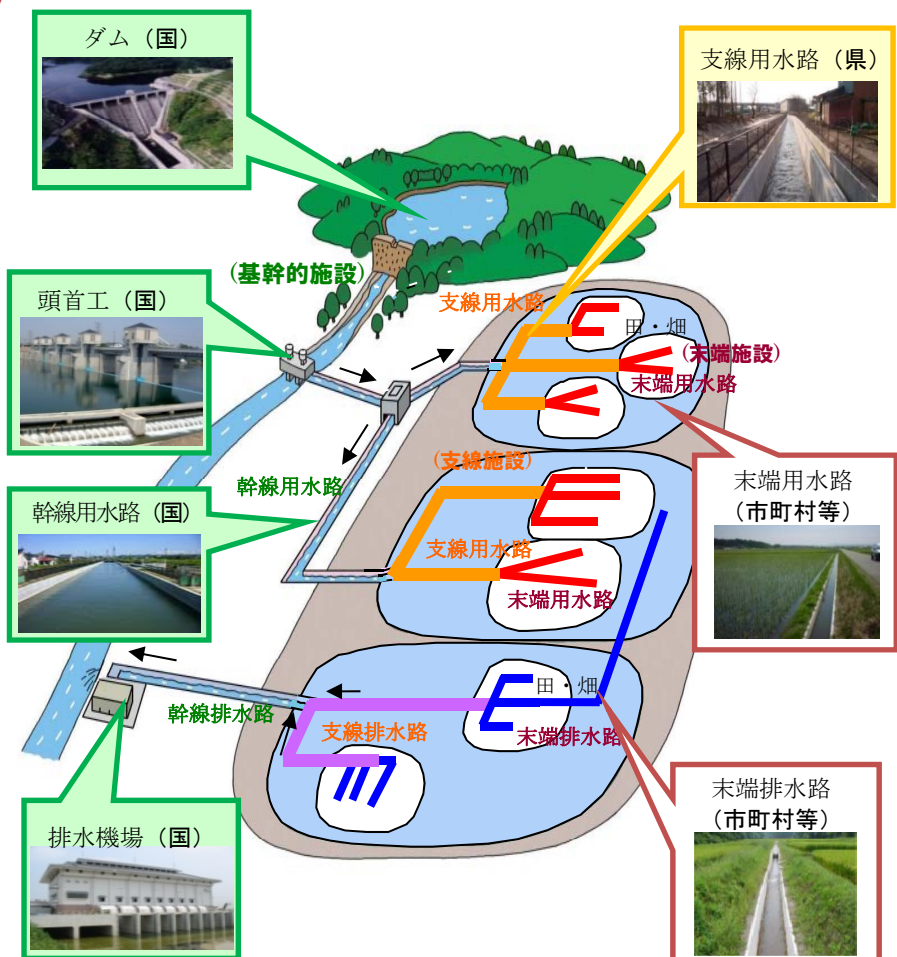 ダム（国）
支線用水路（県）
(基幹的施設)
頭首工（国）
支線用水路
田・畑
(末端施設)
末端用水路
(支線施設)
幹線用水路
末端用水路
（市町村等）
幹線用水路（国）
支線用水路
末端用水路
田・畑
幹線排水路
支線排水路
末端排水路
末端排水路
（市町村等）
排水機場（国）